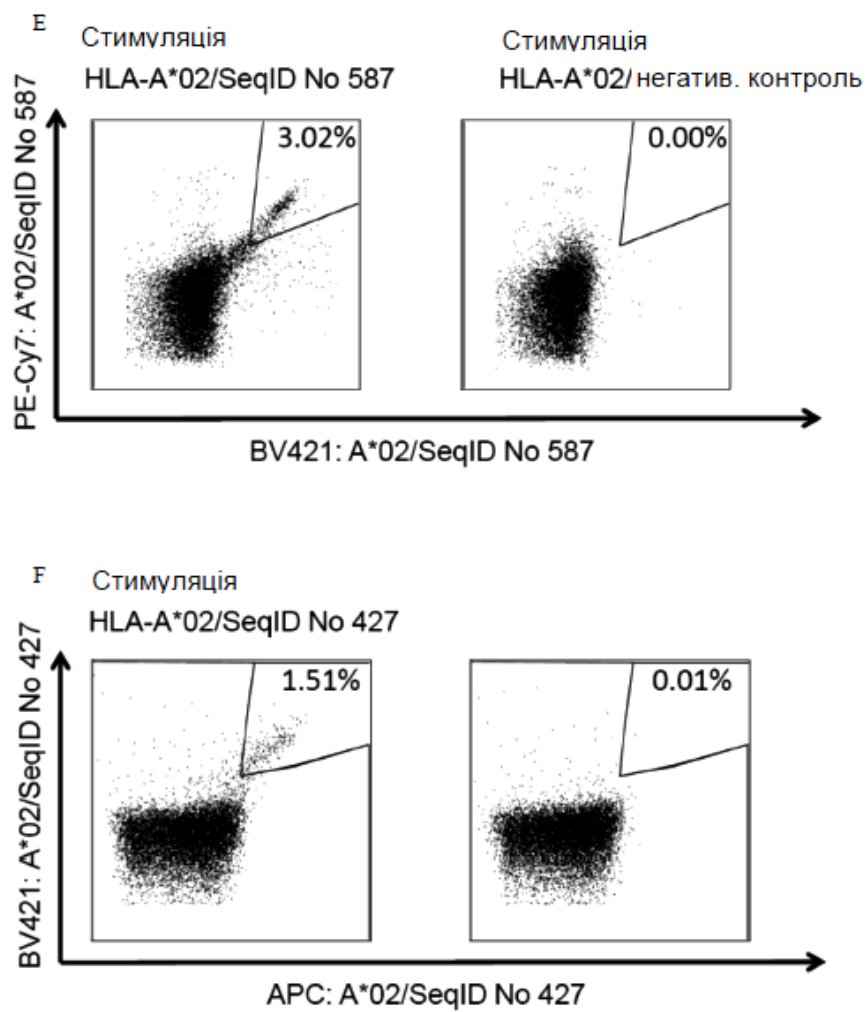 E
Стимуляція
HLA-A*02/SeqID No 587
Стимуляція
HLA-A*02/ негатив. контроль
PE-Cy7: A*02/SeqID No 587
3.02%
0.00%
BV421: A*02/SeqID No 587
F
Стимуляція
HLA-A*02/SeqID No 427
BV421: A*02/SeqID No 427
1.51%
0.01%
APC: A*02/SeqID No 427